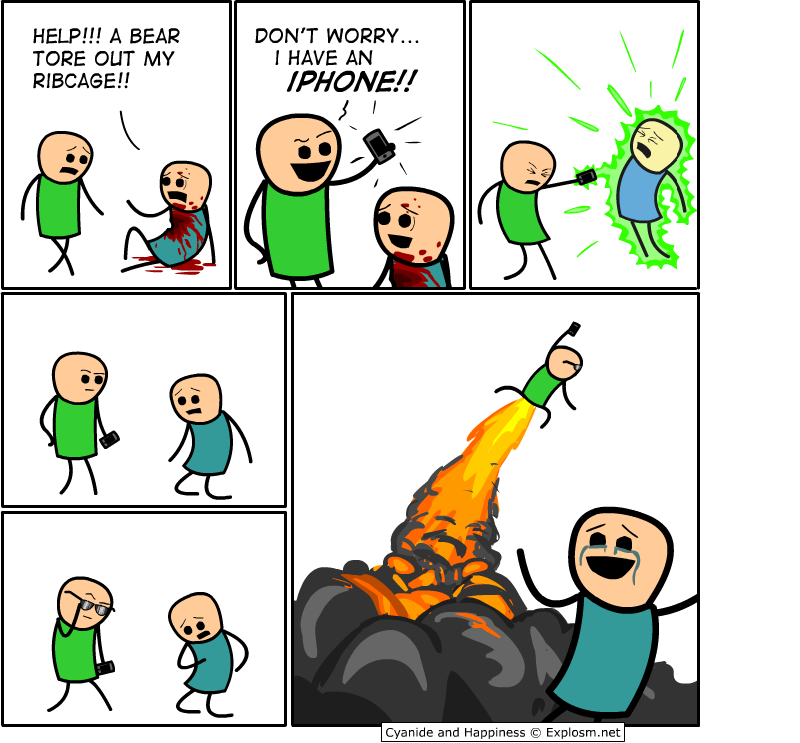 HELP!!! A BEAR
TORE OUT MY
RIBCAGE!!
DON'T WORRY...
I HAVE AN
IPHONE!!
Cyanide and Happiness © Explosm.net